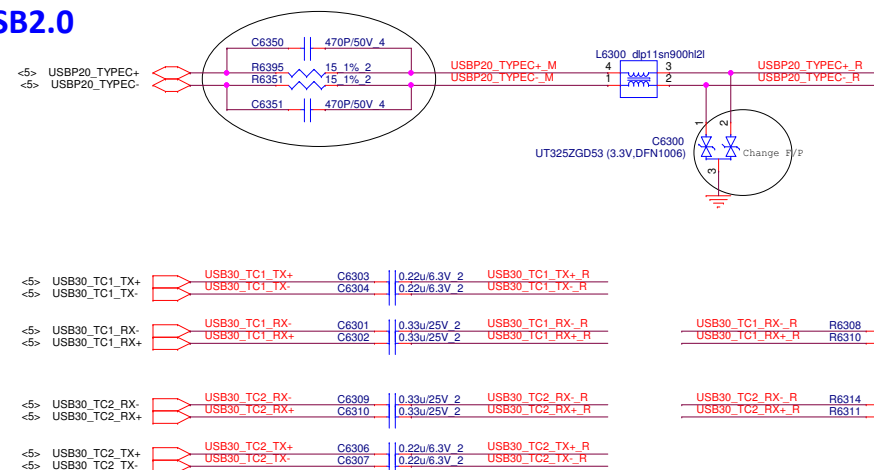 SB2.0
C6350 470P/50V_4
<5> USBP20_TYPEC+ R6395 15_1%_2 USBP20_TYPEC+_M L6300 dlp11sn900hl2l 4 3 USBP20_TYPEC+_R
<5> USBP20_TYPEC- R6351 15_1%_2 USBP20_TYPEC-_M 1 2 USBP20_TYPEC-_R
C6351 470P/50V_4
1 2
C6300
UT325ZGD53 (3.3V,DFN1006) Change F/P
3
<5> USB30_TC1_TX+ USB30_TC1_TX+ C6303 0.22u/6.3V_2 USB30_TC1_TX+_R
<5> USB30_TC1_TX- USB30_TC1_TX- C6304 0.22u/6.3V_2 USB30_TC1_TX-_R
<5> USB30_TC1_RX- USB30_TC1_RX- C6301 0.33u/25V_2 USB30_TC1_RX-_R USB30_TC1_RX-_R R6308
<5> USB30_TC1_RX+ USB30_TC1_RX+ C6302 0.33u/25V_2 USB30_TC1_RX+_R USB30_TC1_RX+_R R6310
<5> USB30_TC2_RX- USB30_TC2_RX- C6309 0.33u/25V_2 USB30_TC2_RX-_R USB30_TC2_RX-_R R6314
<5> USB30_TC2_RX+ USB30_TC2_RX+ C6310 0.33u/25V_2 USB30_TC2_RX+_R USB30_TC2_RX+_R R6311
<5> USB30_TC2_TX+ USB30_TC2_TX+ C6306 0.22u/6.3V_2 USB30_TC2_TX+_R
<5> USB30_TC2_TX- USB30_TC2_TX- C6307 0.22u/6.3V_2 USB30_TC2_TX-_R